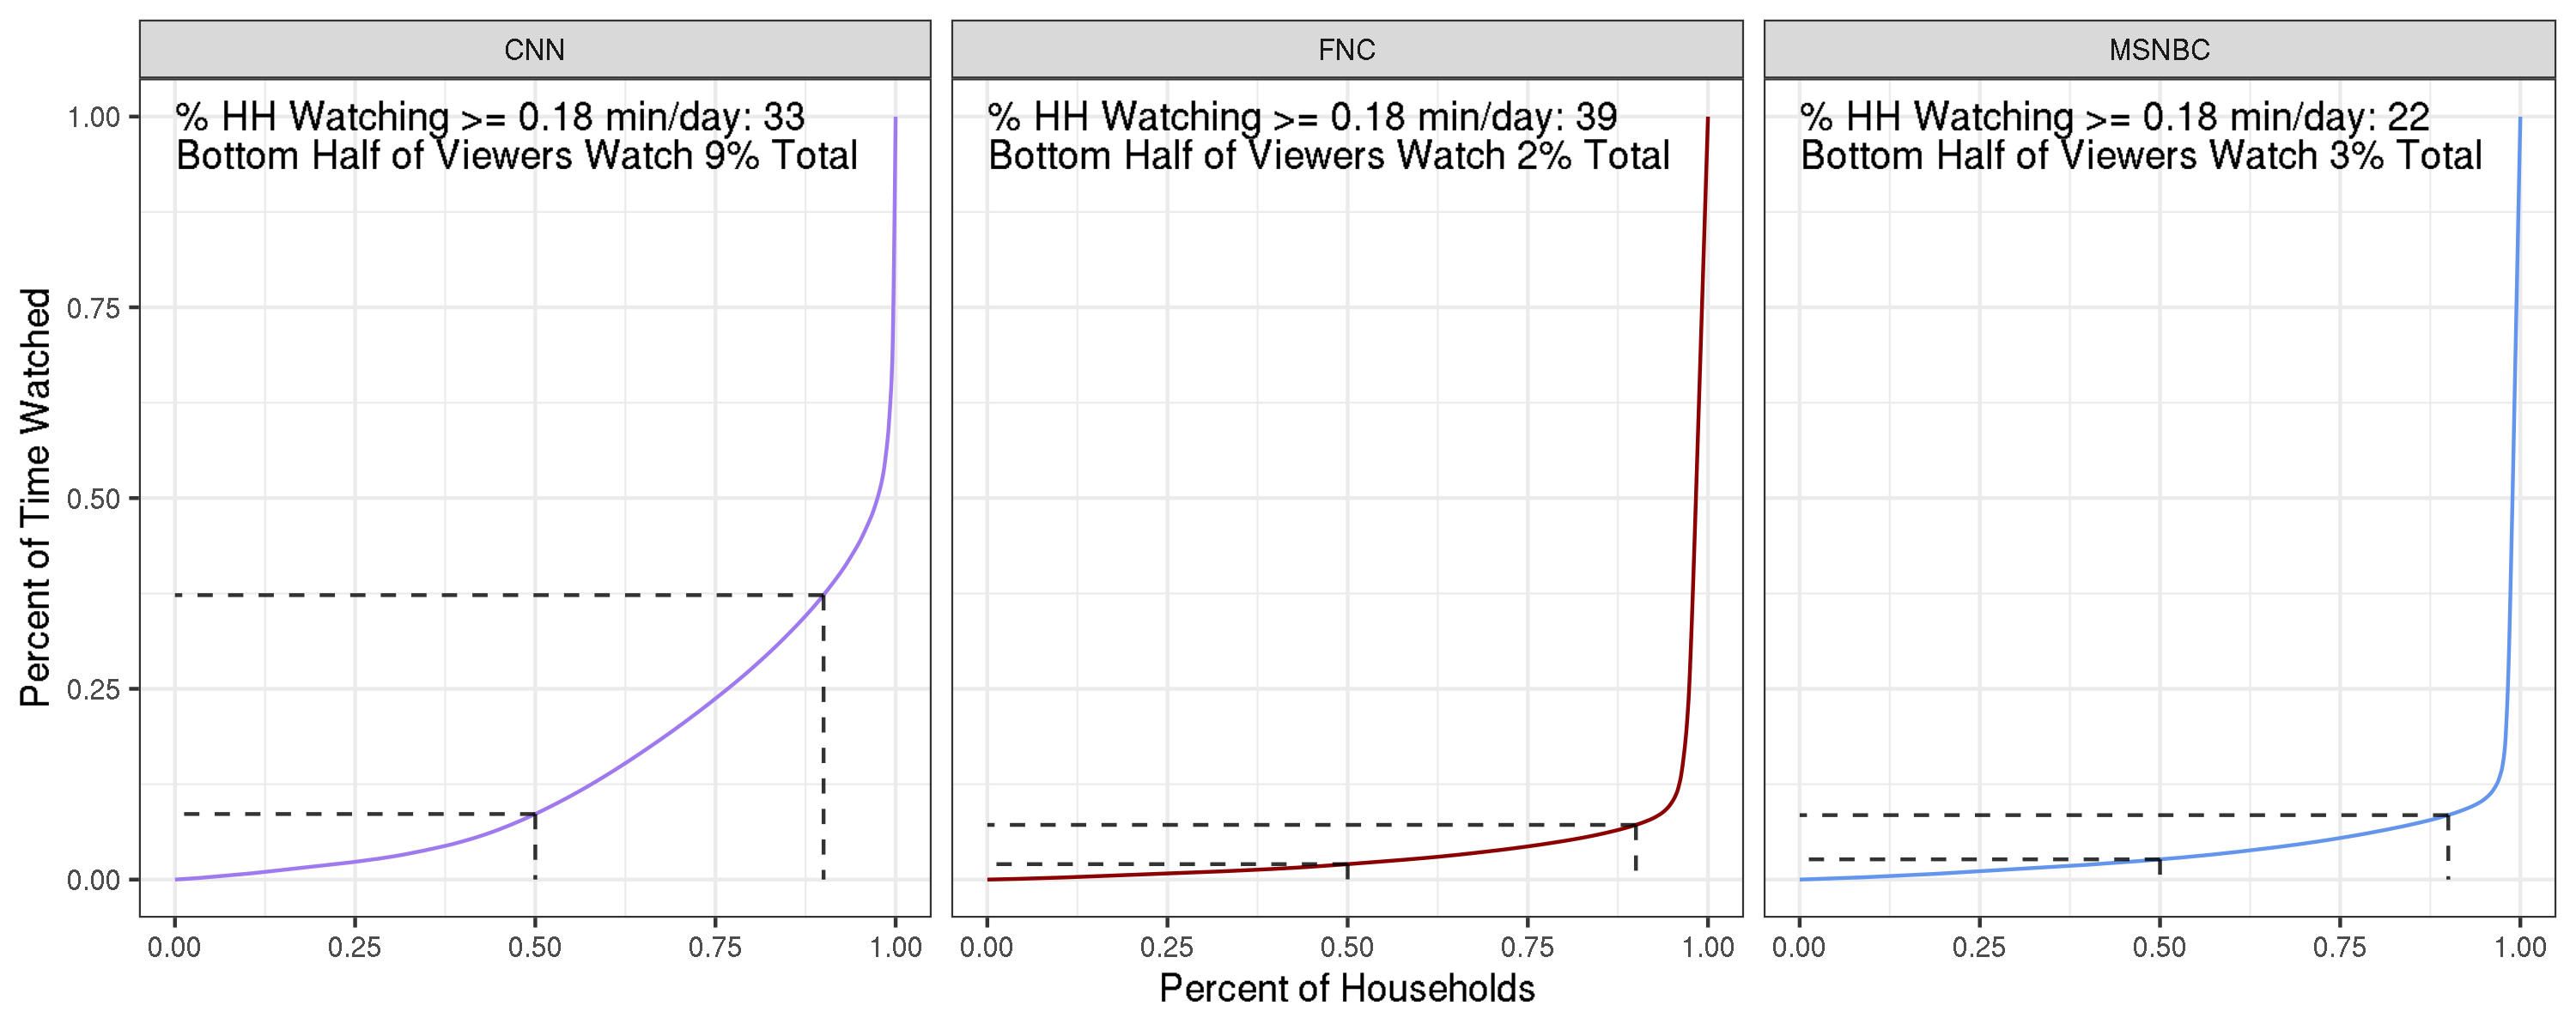 CNN
FNC
MSNBC
% HH Watching >= 0.18 min/day: 33
Bottom Half of Viewers Watch 9% Total
% HH Watching >= 0.18 min/day: 39
Bottom Half of Viewers Watch 2% Total
% HH Watching >= 0.18 min/day: 22
Bottom Half of Viewers Watch 3% Total
Percent of Time Watched
1.00
0.75
0.50
0.25
0.00
0.00 0.25 0.50 0.75 1.00
0.00 0.25 0.50 0.75 1.00
0.00 0.25 0.50 0.75 1.00
Percent of Households